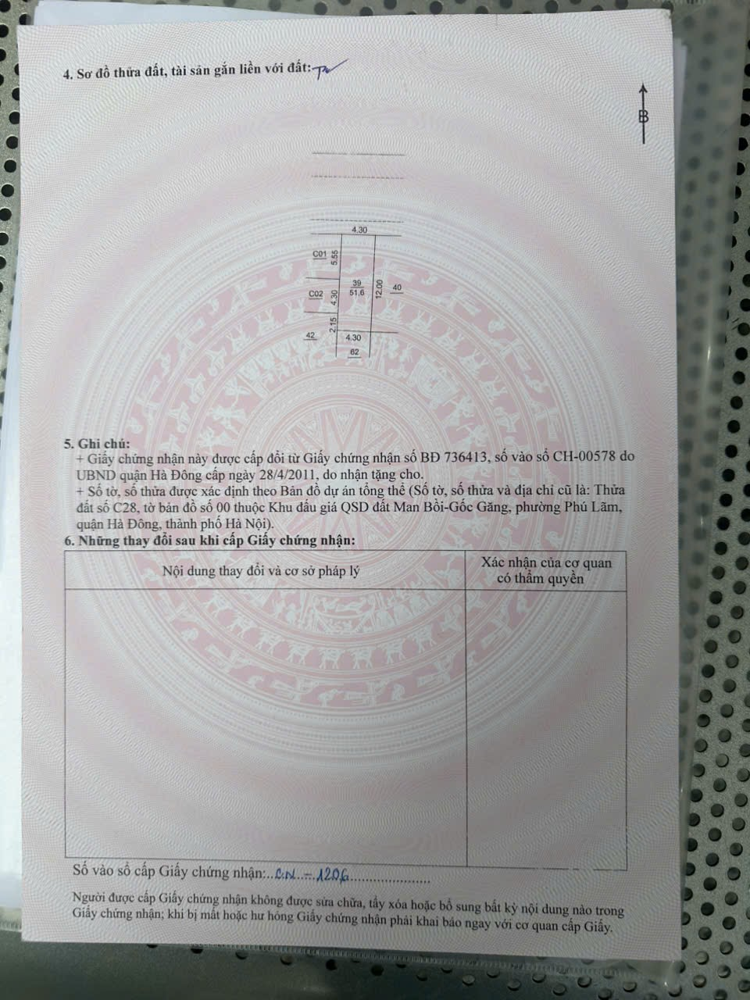 4. Sơ đồ thửa đất, tài sản gắn liền với đất:
B
4.30
C01
5.55
39
51,6
12.00
40
C02
4.30
2.15
42
4.30
62
5. Ghi chú:
+ Giấy chứng nhận này được cấp đổi từ Giấy chứng nhận số BĐ 736413, số vào sổ CH-00578 do
UBND quận Hà Đông cấp ngày 28/4/2011, do nhận tặng cho.
+ Số tờ, số thửa được xác định theo Bản đồ dự án tổng thể (Số tờ, số thửa và địa chỉ cũ là: Thửa
đất số C28, tờ bản đồ số 00 thuộc Khu đấu giá QSD đất Man Bồi-Gốc Găng, phường Phú Lãm,
quận Hà Đông, thành phố Hà Nội).
6. Những thay đổi sau khi cấp Giấy chứng nhận:
Nội dung thay đổi và cơ sở pháp lý
Xác nhận của cơ quan
có thẩm quyền
Số vào sổ cấp Giấy chứng nhận:..C.N..-.1206.....................
Người được cấp Giấy chứng nhận không được sửa chữa, tẩy xóa hoặc bổ sung bất kỳ nội dung nào trong
Giấy chứng nhận; khi bị mất hoặc hư hỏng Giấy chứng nhận phải khai báo ngay với cơ quan cấp Giấy.